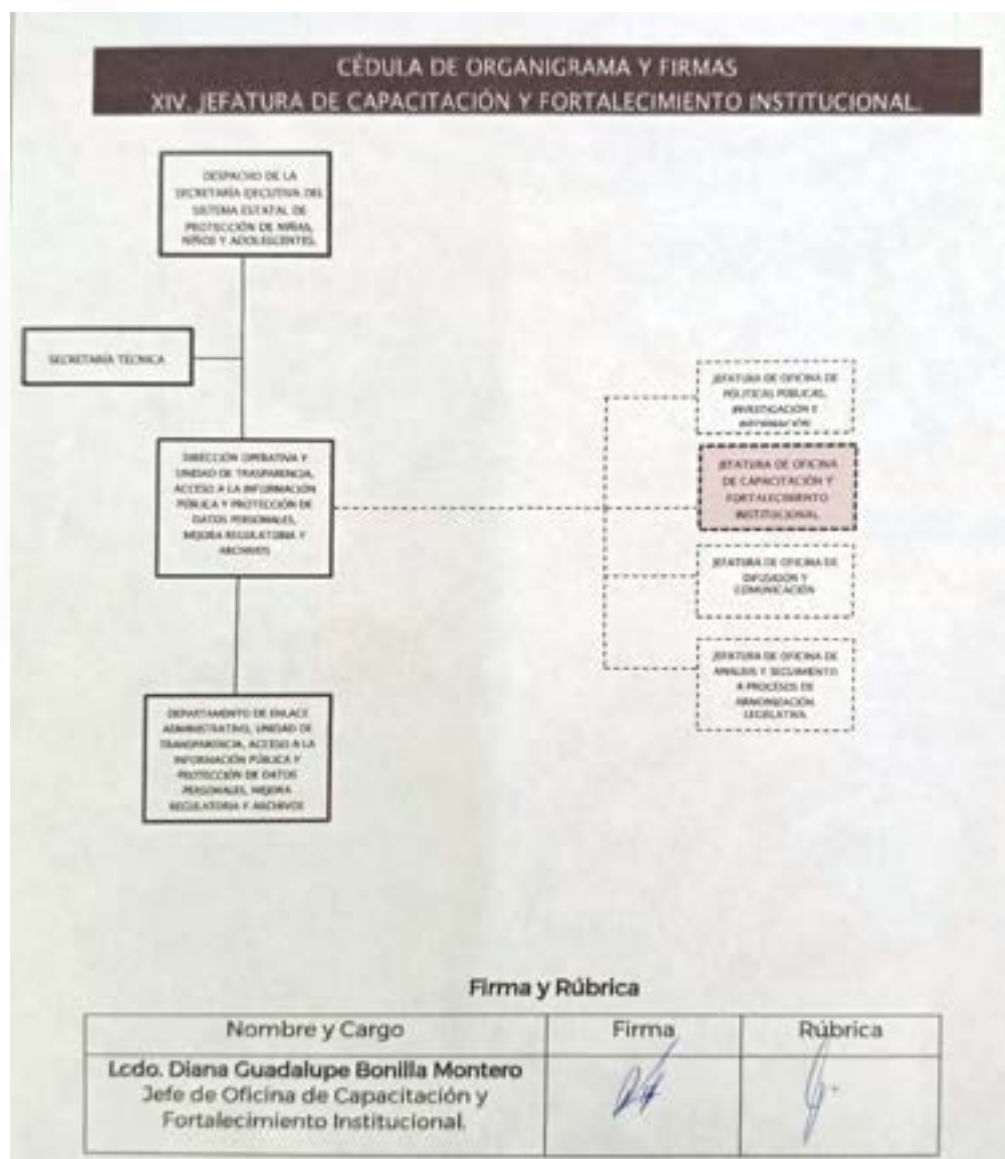 CÉDULA DE ORGANIGRAMA Y FIRMAS
XIV. JEFATURA DE CAPACITACIÓN Y FORTALECIMIENTO INSTITUCIONAL.
DESPACHO DE LA
SECRETARÍA EJECUTIVA DEL
SISTEMA ESTATAL DE
PROTECCIÓN DE NIÑAS,
NIÑOS Y ADOLESCENTES.
SECRETARÍA TÉCNICA
DIRECCIÓN OPERATIVA Y
UNIDAD DE TRASPARENCIA,
ACCESO A LA INFORMACIÓN
PÚBLICA Y PROTECCIÓN DE
DATOS PERSONALES,
MEJORA REGULATORIA Y
ARCHIVOS
JEFATURA DE OFICINA DE
POLÍTICAS PÚBLICAS,
INVESTIGACIÓN E
INFORMACIÓN
JEFATURA DE OFICINA
DE CAPACITACIÓN Y
FORTALECIMIENTO
INSTITUCIONAL
JEFATURA DE OFICINA DE
DIFUSIÓN Y
COMUNICACIÓN
JEFATURA DE OFICINA DE
ANÁLISIS Y SEGUIMIENTO
A PROCESOS DE
ARMONIZACIÓN
LEGISLATIVA.
DEPARTAMENTO DE ENLACE
ADMINISTRATIVO, UNIDAD DE
TRANSPARENCIA, ACCESO A LA
INFORMACIÓN PÚBLICA Y
PROTECCIÓN DE DATOS
PERSONALES, MEJORA
REGULATORIA Y ARCHIVOS
Firma y Rúbrica
Nombre y Cargo Firma Rúbrica
Lcdo. Diana Guadalupe Bonilla Montero
Jefe de Oficina de Capacitación y
Fortalecimiento Institucional.